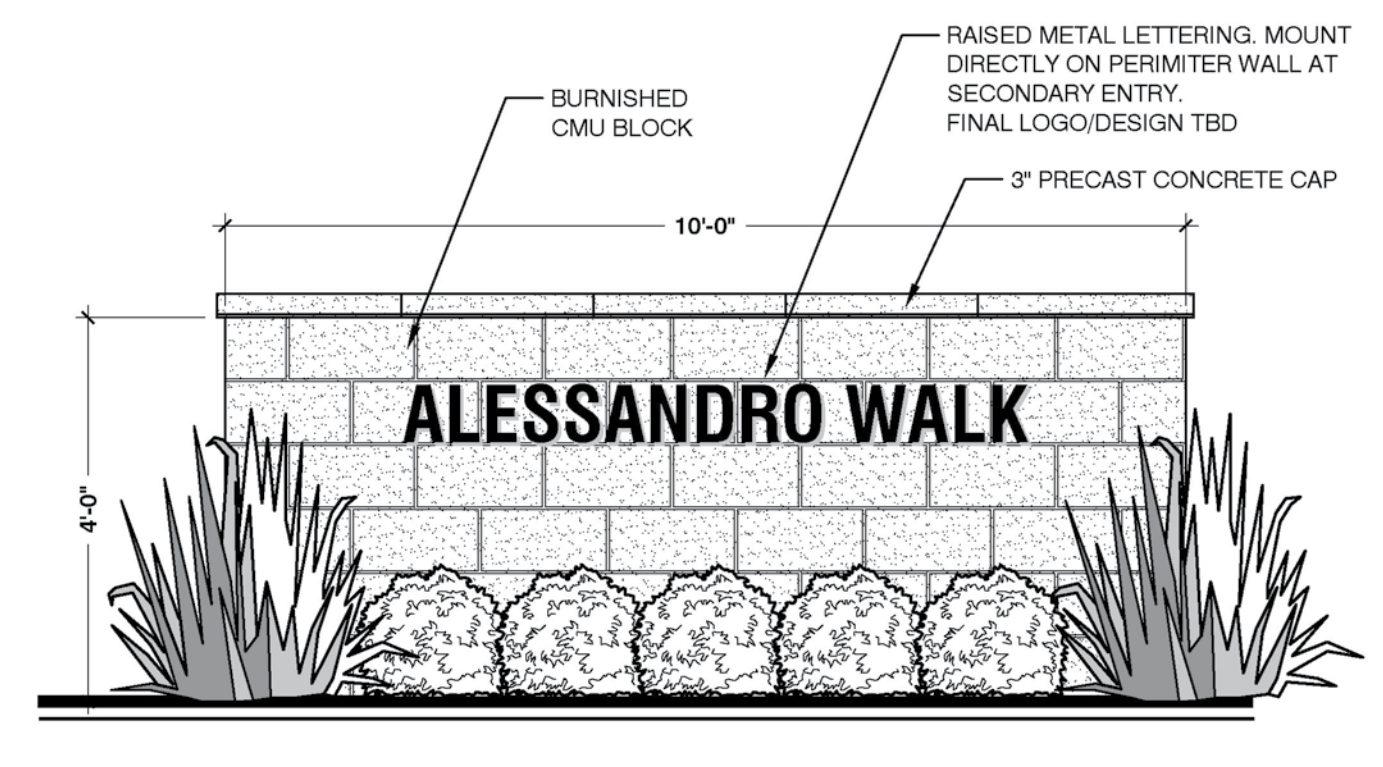 RAISED METAL LETTERING. MOUNT
DIRECTLY ON PERIMITER WALL AT
SECONDARY ENTRY.
FINAL LOGO/DESIGN TBD
BURNISHED
CMU BLOCK
3" PRECAST CONCRETE CAP
10'-0"
ALESSANDRO WALK
4'-0"